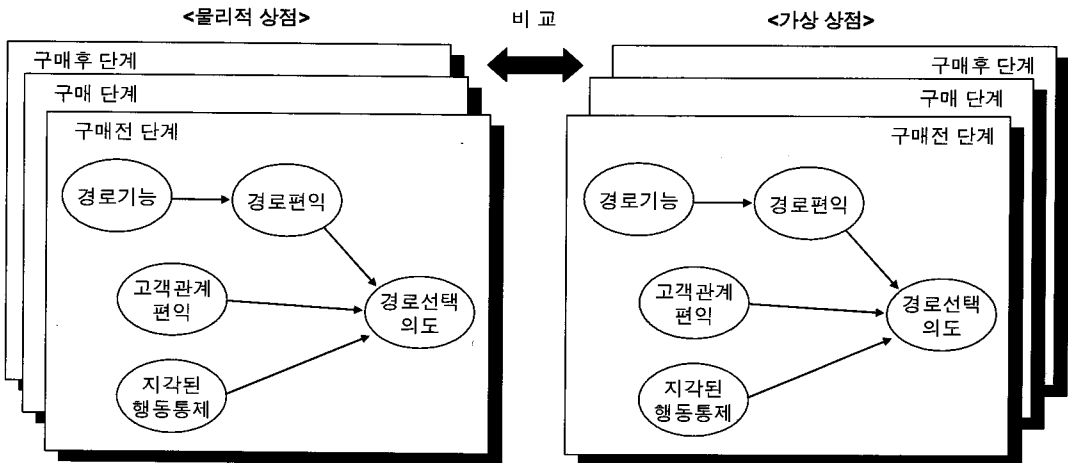 <물리적 상점>
비 교
<가상 상점>
구매후 단계
구매 단계
구매전 단계
경로기능
경로편익
고객관계
편익
경로선택
의도
지각된
행동통제
구매후 단계
구매 단계
구매전 단계
경로기능
경로편익
고객관계
편익
경로선택
의도
지각된
행동통제